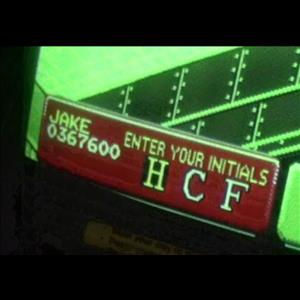 JAKE
0367600
ENTER YOUR INITIALS
H C F